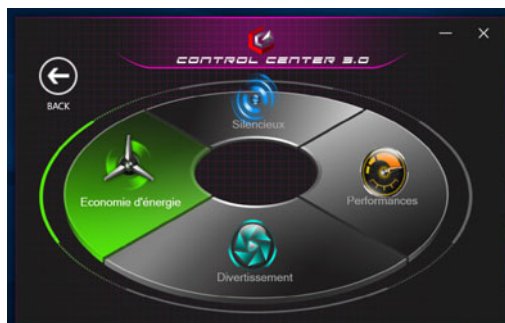 CONTROL CENTER 3.0
BACK
Silencieux
Economie d'énergie
Performances
Divertissement